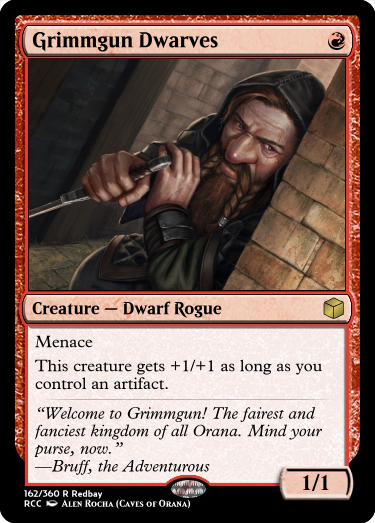 Grimmgun Dwarves
Creature — Dwarf Rogue
Menace
This creature gets +1/+1 as long as you
control an artifact.
“Welcome to Grimmgun! The fairest and
fanciest kingdom of all Orana. Mind your
purse, now.”
—Bruff, the Adventurous
1/1
162/360 R Redbay
RCC Alen Rocha (Caves of Orana)